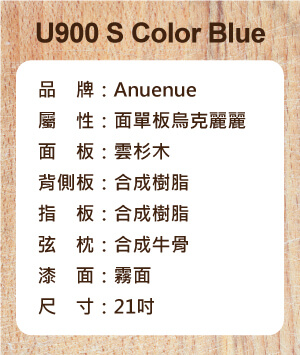 U900 S Color Blue
品　牌：Anuenue
屬　性：面單板烏克麗麗
面　板：雲杉木
背側板：合成樹脂
指　板：合成樹脂
弦　枕：合成牛骨
漆　面：霧面
尺　寸：21吋